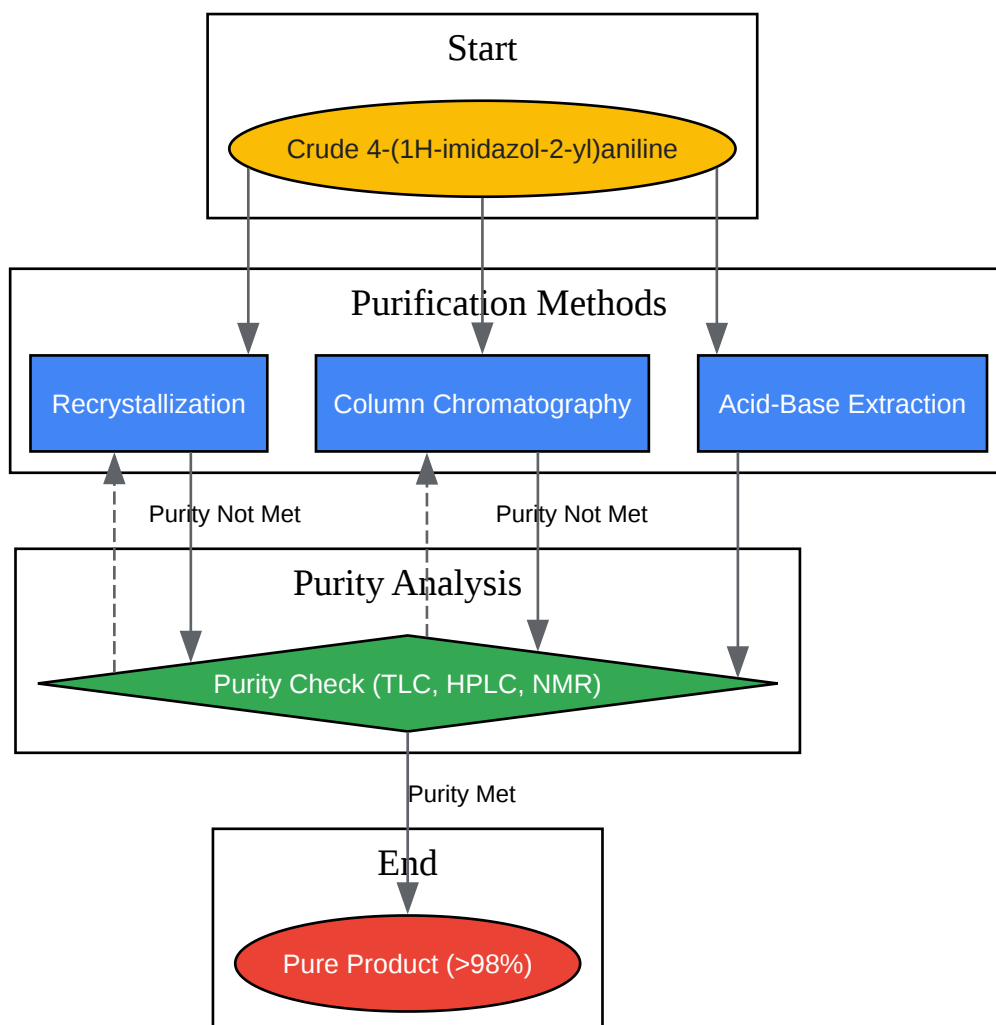 Start
Crude 4-(1H-imidazol-2-yl)aniline
Purification Methods
Recrystallization
Column Chromatography
Acid-Base Extraction
Purity Not Met
Purity Not Met
Purity Analysis
Purity Check (TLC, HPLC, NMR)
Purity Met
End
Pure Product (>98%)